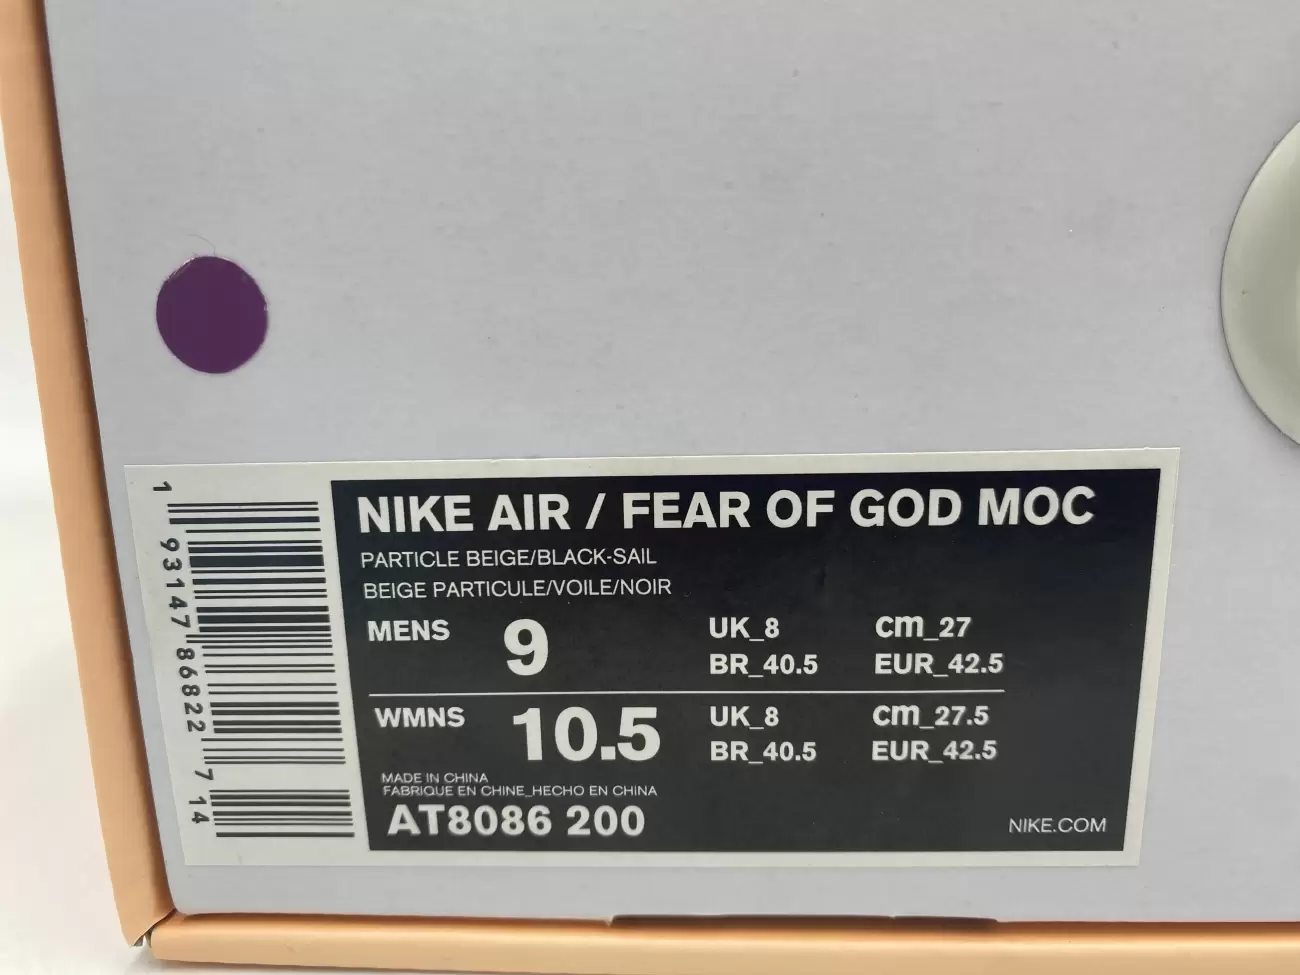 NIKE AIR / FEAR OF GOD MOC
PARTICLE BEIGE/BLACK-SAIL
BEIGE PARTICULE/VOILE/NOIR
MENS 9 UK_8 cm_27
BR_40.5 EUR_42.5
WMNS 10.5 UK_8 cm_27.5
BR_40.5 EUR_42.5
MADE IN CHINA
FABRIQUE EN CHINE_HECHO EN CHINA
AT8086 200
NIKE.COM
1 93147 86822 7 14